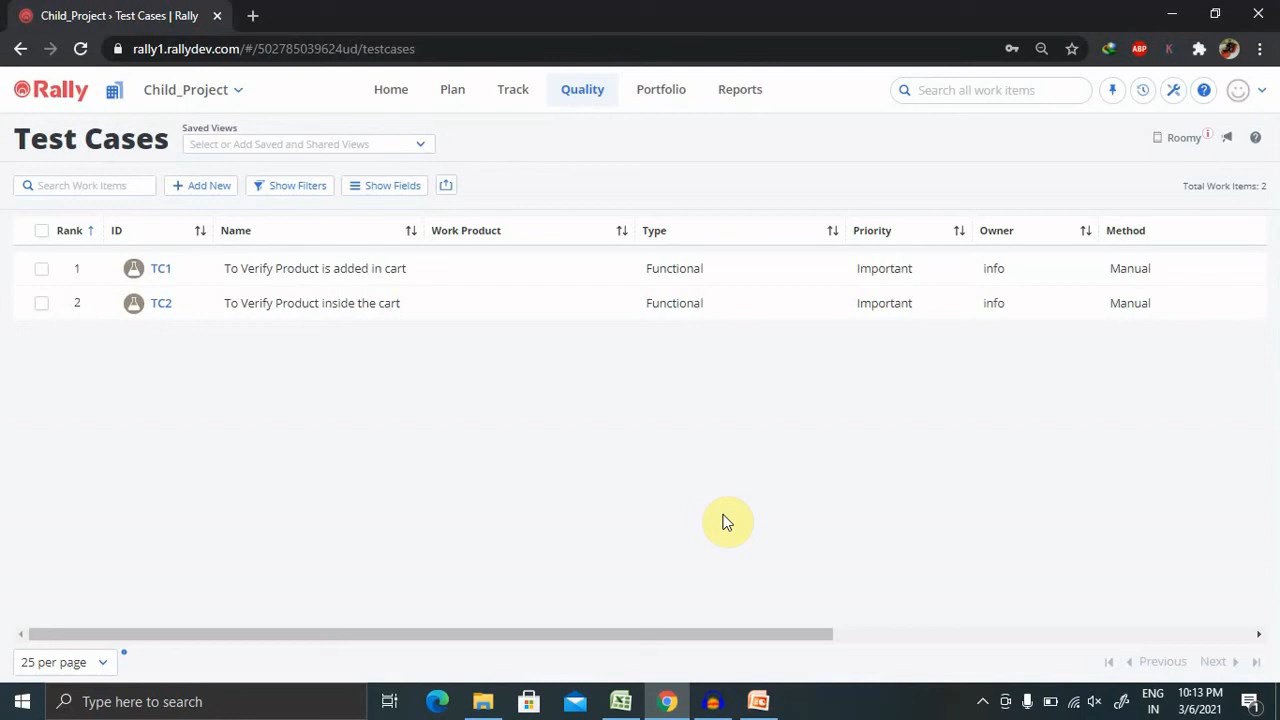 Child_Project › Test Cases | Rally
rally1.rallydev.com/#/502785039624ud/testcases
ABP
K
Rally
Child_Project
Home
Plan
Track
Quality
Portfolio
Reports
Search all work items
Test Cases
Saved Views
Select or Add Saved and Shared Views
Roomy
Search Work Items
Add New
Show Filters
Show Fields
Total Work Items: 2
Rank ID Name Work Product Type Priority Owner Method
1 TC1 To Verify Product is added in cart Functional Important info Manual
2 TC2 To Verify Product inside the cart Functional Important info Manual
25 per page
Previous Next
Type here to search
ENG
IN
10:13 PM
3/6/2021
1